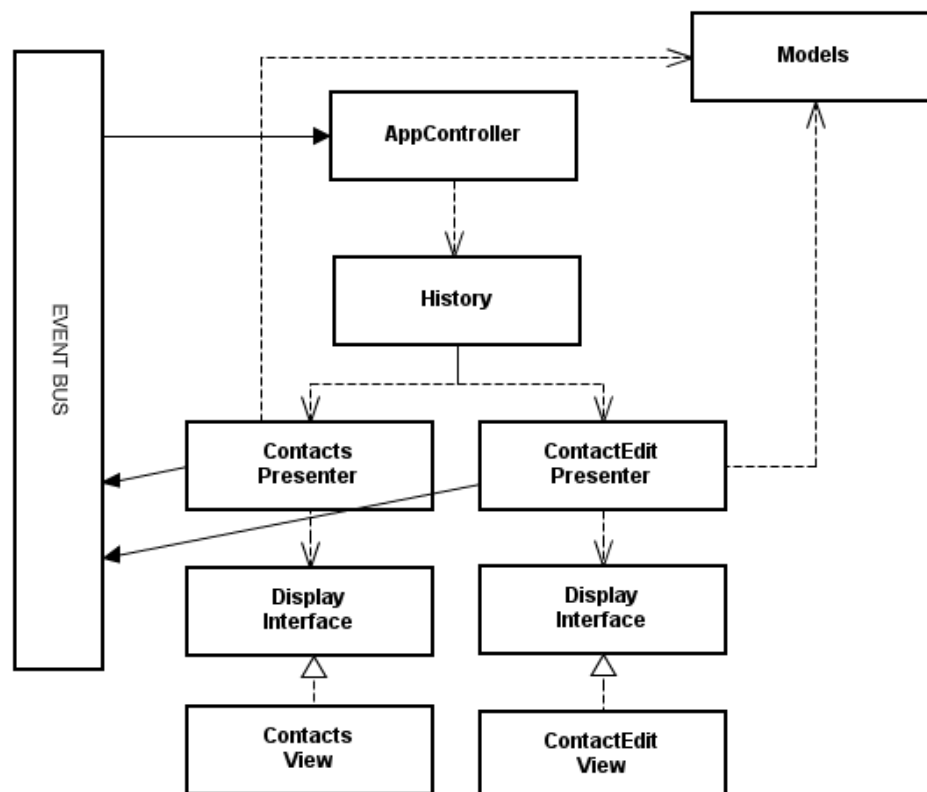 Models
AppController
History
EVENT BUS
Contacts
Presenter
ContactEdit
Presenter
Display
Interface
Display
Interface
Contacts
View
ContactEdit
View